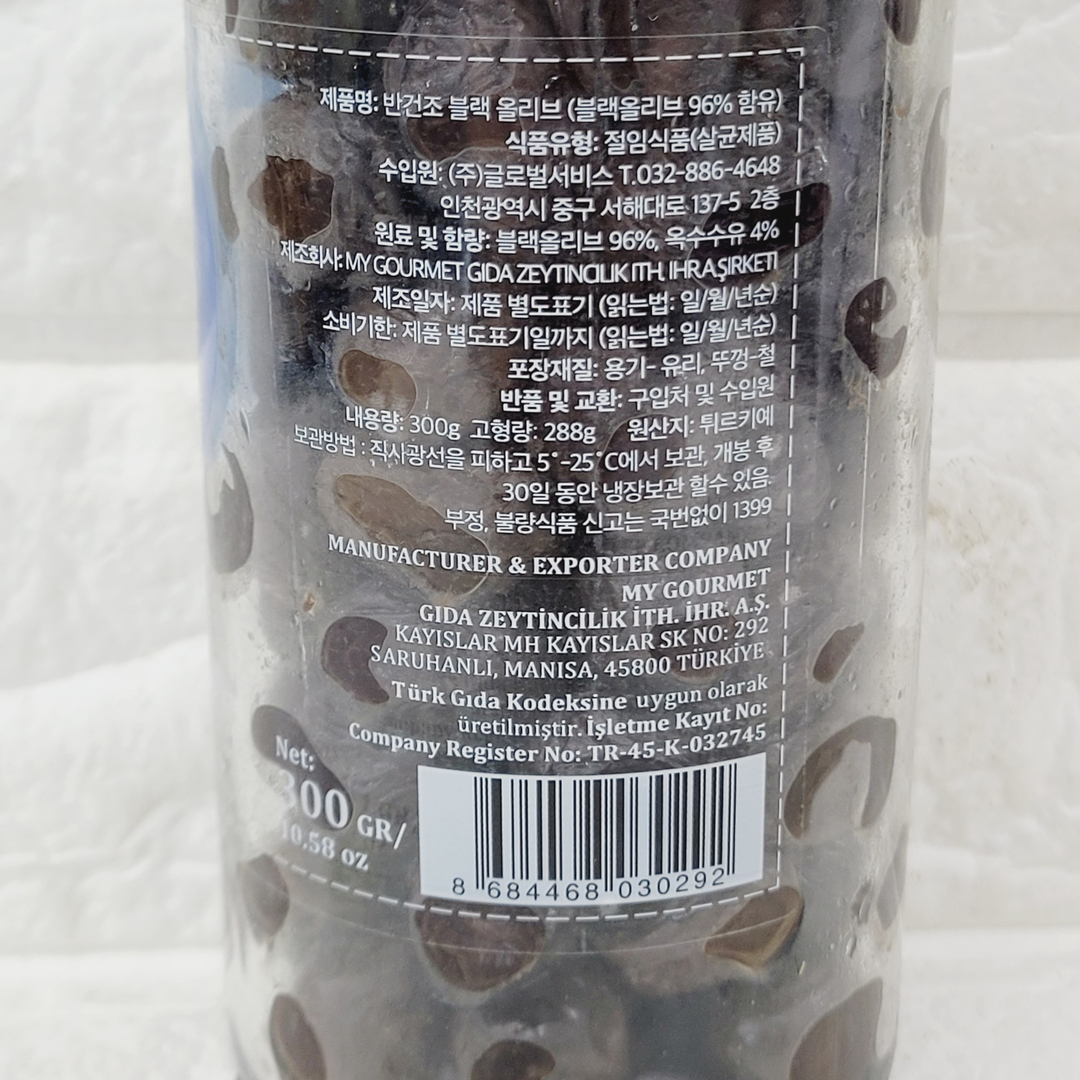 제품명: 반건조 블랙 올리브 (블랙올리브 96% 함유)
식품유형: 절임식품(살균제품)
수입원: (주)글로벌서비스 T.032-886-4648
인천광역시 중구 서해대로 137-5 2층
원료 및 함량: 블랙올리브 96%, 옥수수유 4%
제조회사: MY GOURMET GIDA ZEYTINCILIK ITH. IHR.A.ŞIRKETI
제조일자: 제품 별도표기 (읽는법: 일/월/년순)
소비기한: 제품 별도표기일까지 (읽는법: 일/월/년순)
포장재질: 용기- 유리, 뚜껑-철
반품 및 교환: 구입처 및 수입원
내용량: 300g 고형량: 288g 원산지: 튀르키예
보관방법 : 직사광선을 피하고 5˚-25˚C에서 보관, 개봉 후
30일 동안 냉장보관 할수 있음.
부정, 불량식품 신고는 국번없이 1399
MANUFACTURER & EXPORTER COMPANY
MY GOURMET
GIDA ZEYTİNCİLİK İTH. İHR. A.Ş.
KAYISLAR MH KAYISLAR SK NO: 292
SARUHANLI, MANISA, 45800 TÜRKİYE
Türk Gıda Kodeksine uygun olarak
üretilmiştir. İşletme Kayıt No:
Company Register No: TR-45-K-032745
Net:
300 GR/
10.58 oz
8 684468 030292